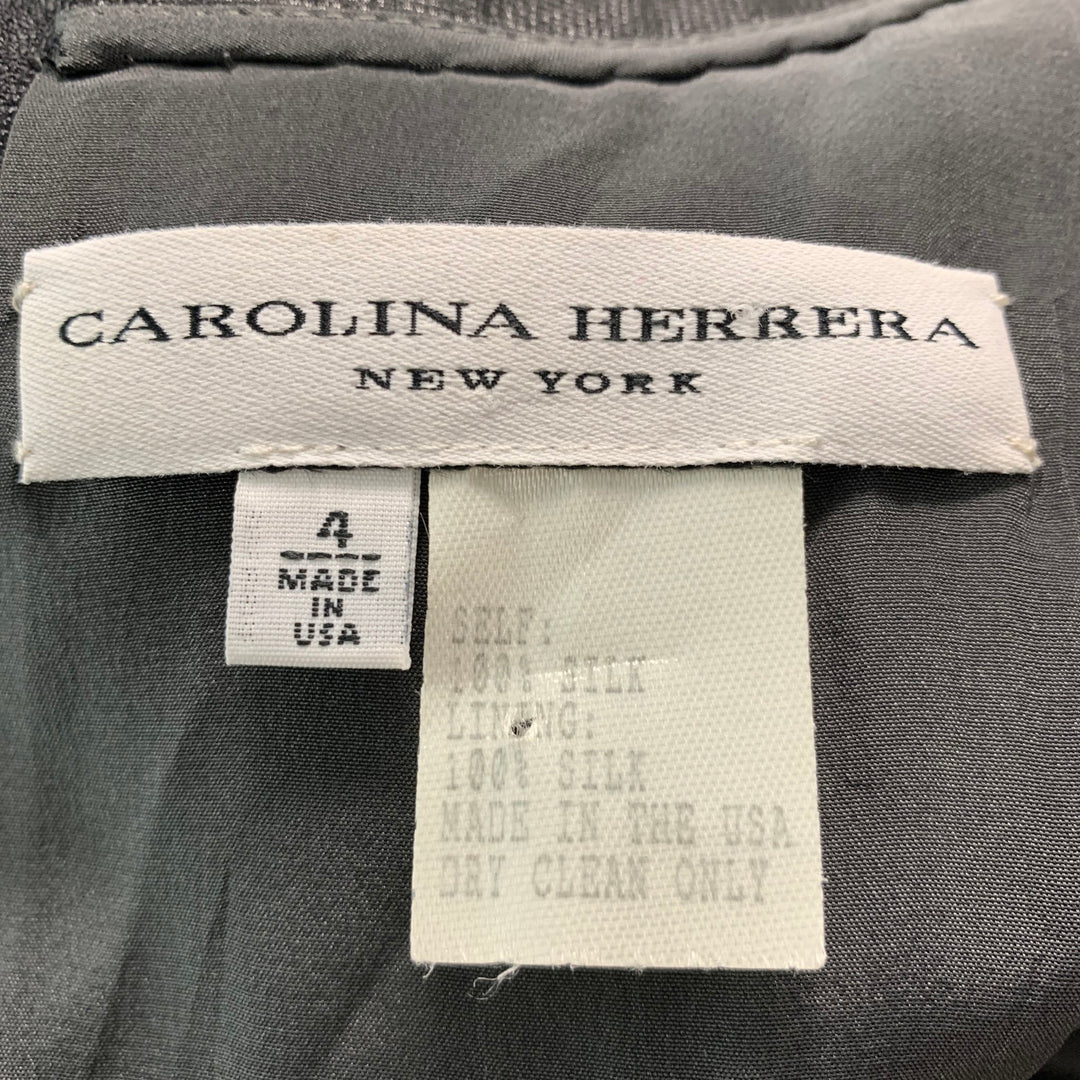 CAROLINA HERRERA
NEW YORK
4
MADE
IN
USA
SELF:
100% SILK
LINING:
100% SILK
MADE IN THE USA
DRY CLEAN ONLY